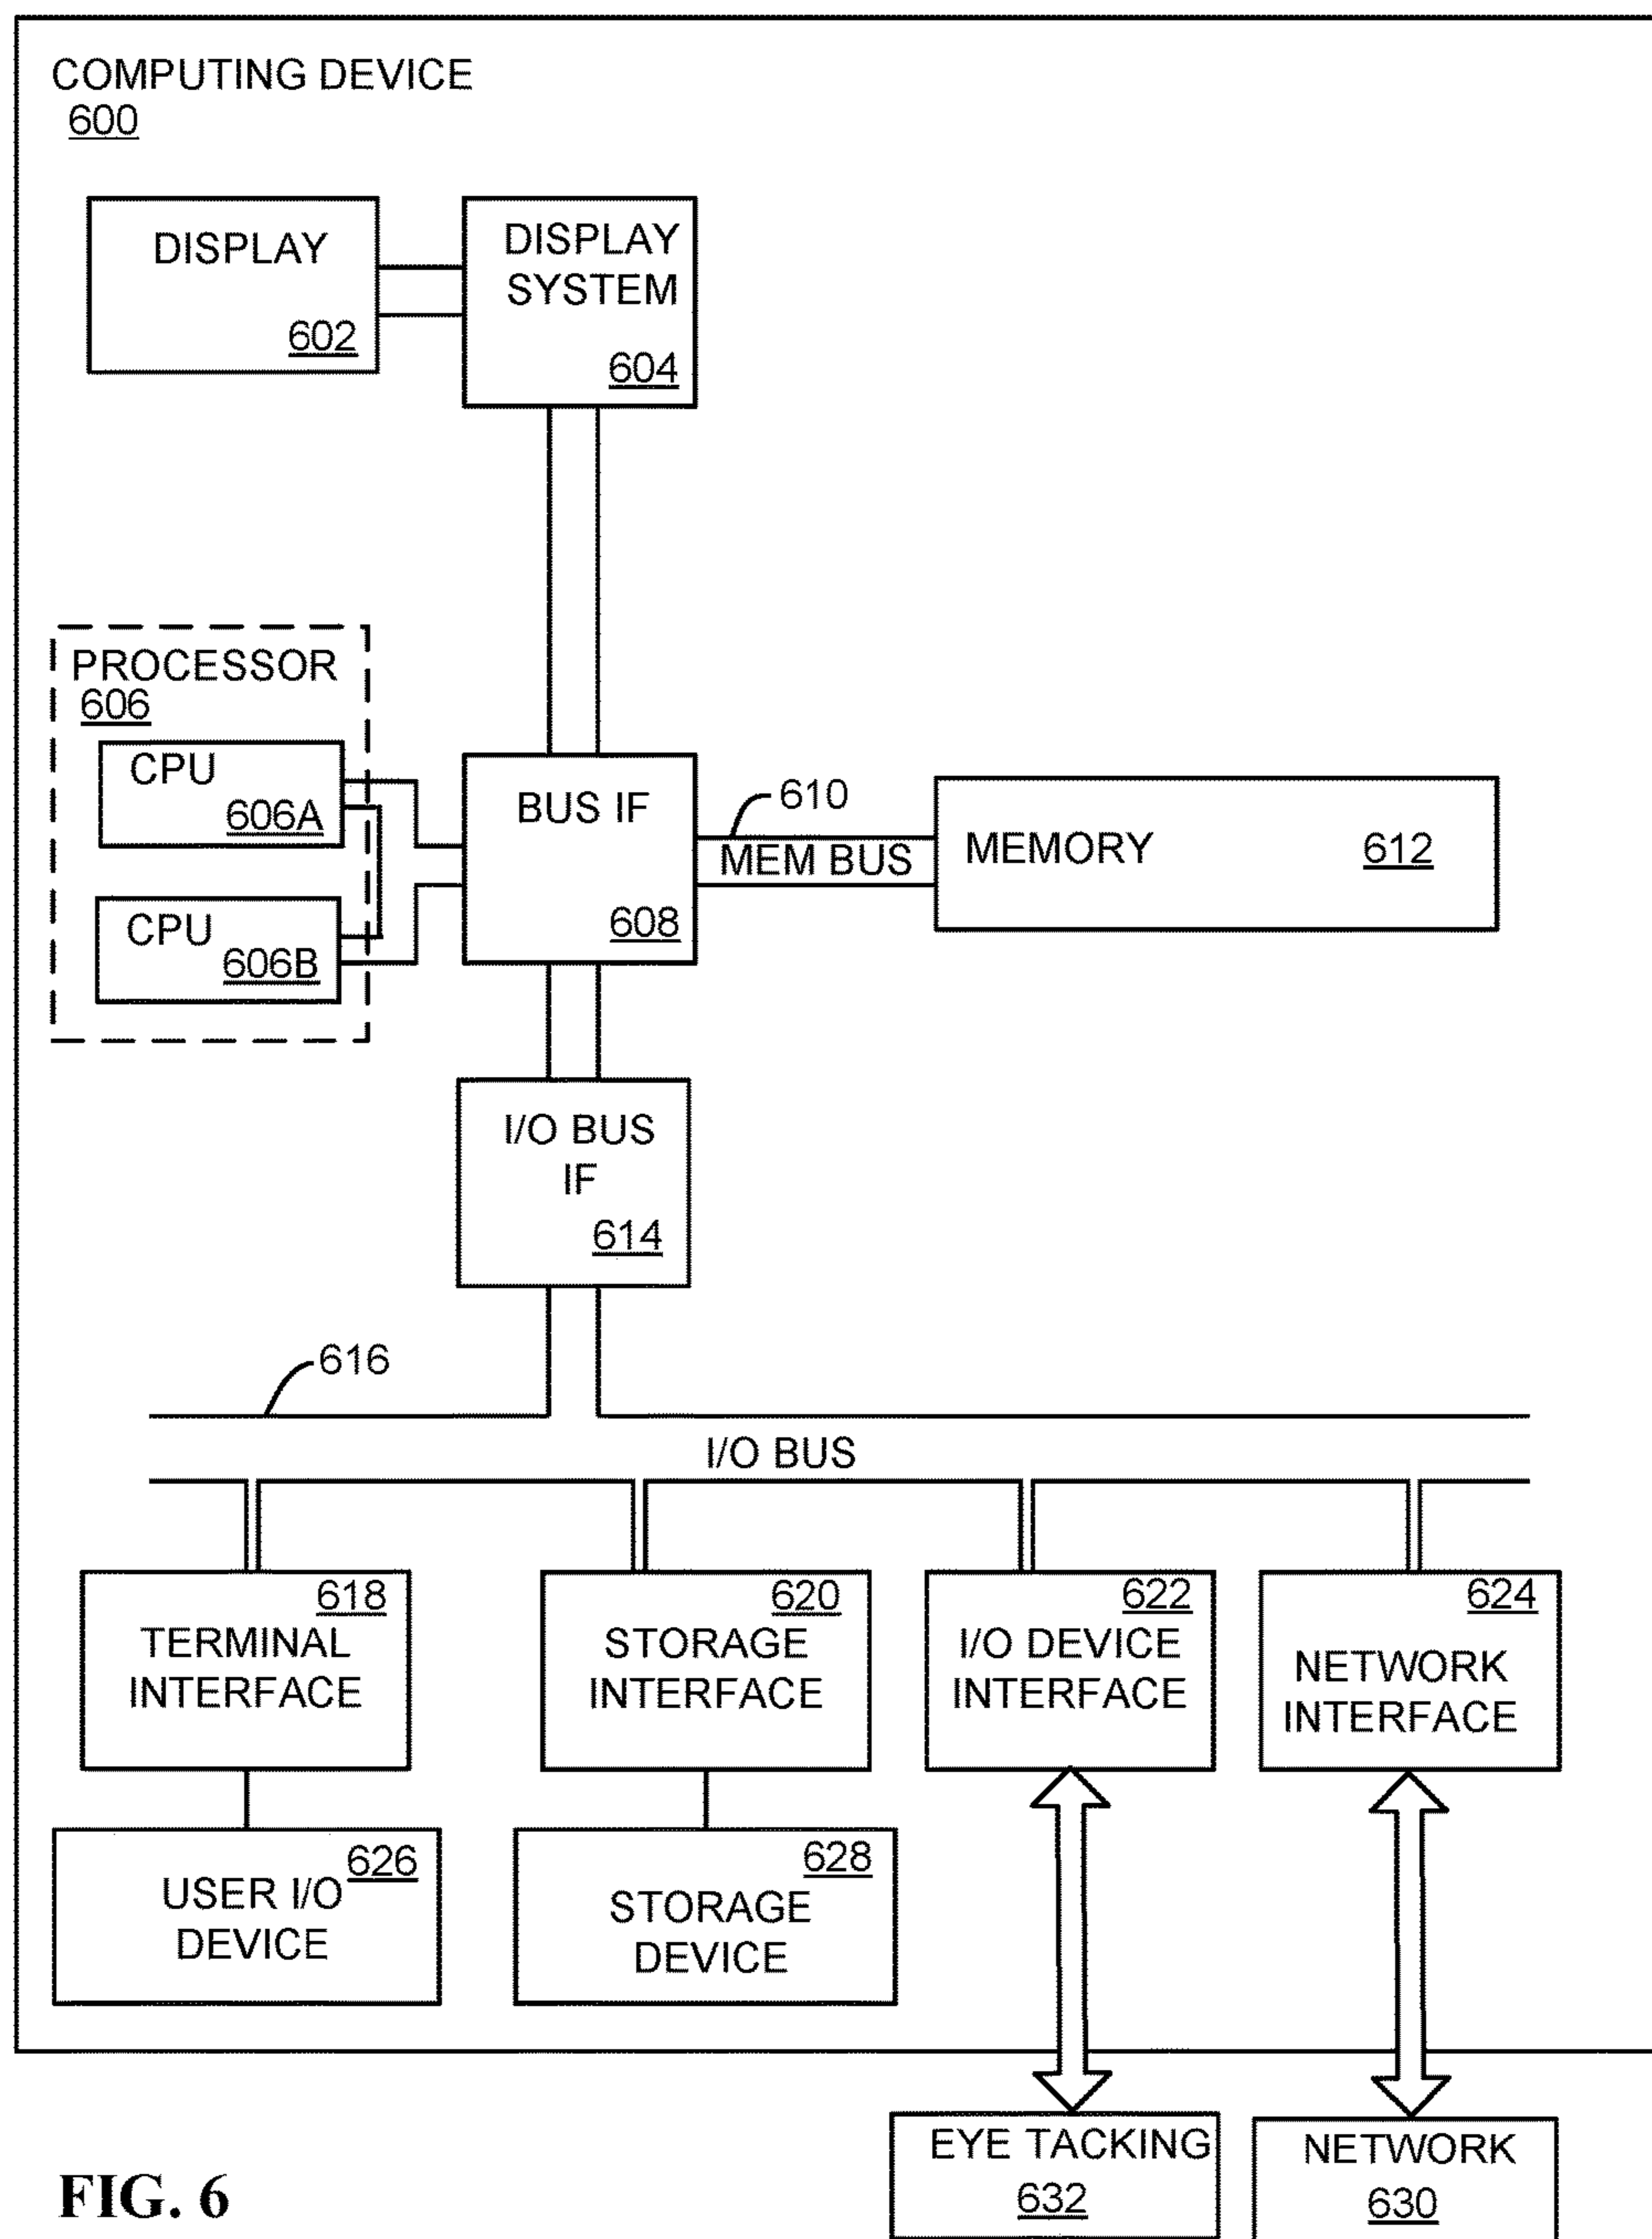 COMPUTING DEVICE
600
DISPLAY
602
DISPLAY
SYSTEM
604
PROCESSOR
606
CPU
606A
CPU
606B
BUS IF
608
610
MEM BUS
MEMORY 612
I/O BUS
IF
614
616
I/O BUS
618
TERMINAL
INTERFACE
620
STORAGE
INTERFACE
622
I/O DEVICE
INTERFACE
624
NETWORK
INTERFACE
626
USER I/O
DEVICE
628
STORAGE
DEVICE
EYE TACKING
632
NETWORK
630
FIG. 6